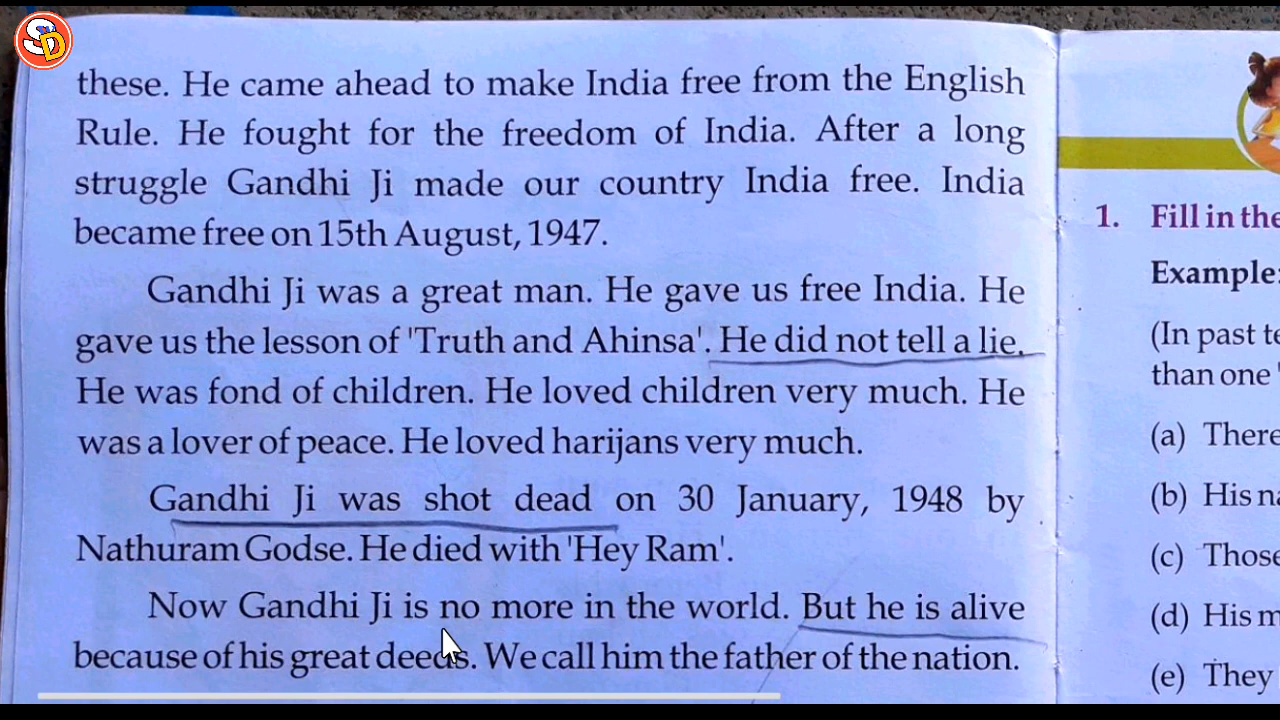 SD
these. He came ahead to make India free from the English
Rule. He fought for the freedom of India. After a long
struggle Gandhi Ji made our country India free. India
became free on 15th August, 1947.
Gandhi Ji was a great man. He gave us free India. He
gave us the lesson of 'Truth and Ahinsa'. He did not tell a lie.
He was fond of children. He loved children very much. He
was a lover of peace. He loved harijans very much.
Gandhi Ji was shot dead on 30 January, 1948 by
Nathuram Godse. He died with 'Hey Ram'.
Now Gandhi Ji is no more in the world. But he is alive
because of his great deeds. We call him the father of the nation.
1. Fill in the
Example:
(In past
than one '
(a) There
(b) His
(c) Those
(d) His
(e) They